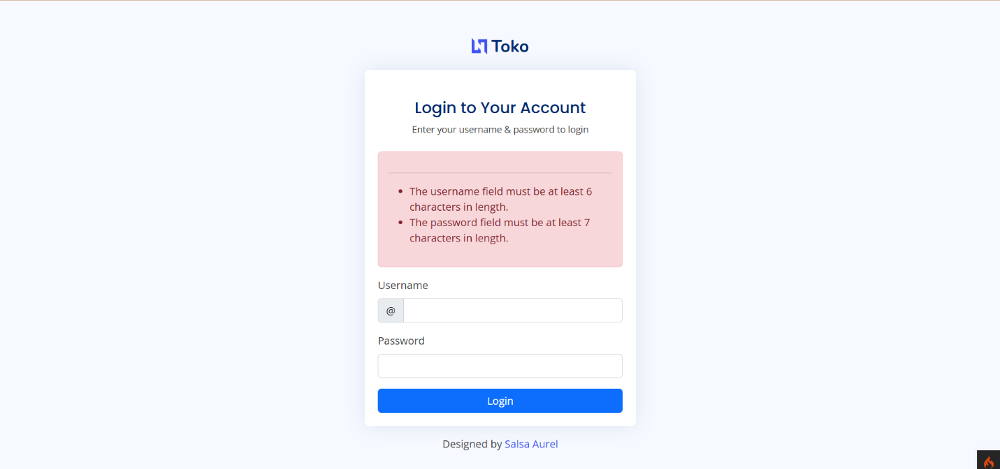 Toko
Login to Your Account
Enter your username & password to login
The username field must be at least 6
characters in length.
The password field must be at least 7
characters in length.
Username
@
Password
Login
Designed by Salsa Aurel